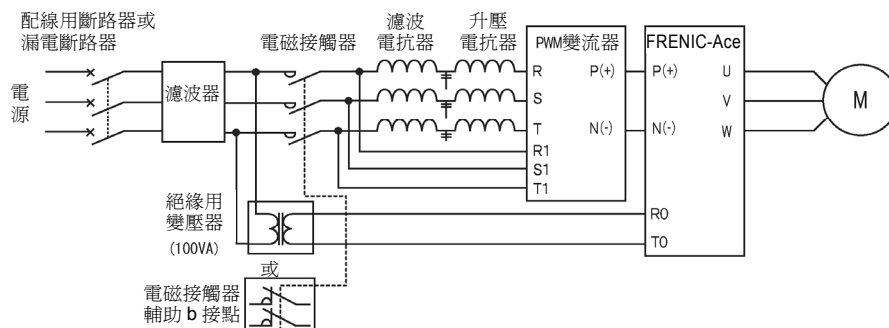 配線用斷路器或
漏電斷路器
電磁接觸器
濾波
電抗器
升壓
電抗器
PWM變流器
FRENIC-Ace
電
源
濾波器
R
S
T
R1
S1
T1
P(+)
N(-)
P(+)
N(-)
U
V
W
M
R0
T0
絕緣用
變壓器
(100VA)
或
電磁接觸器
輔助 b 接點